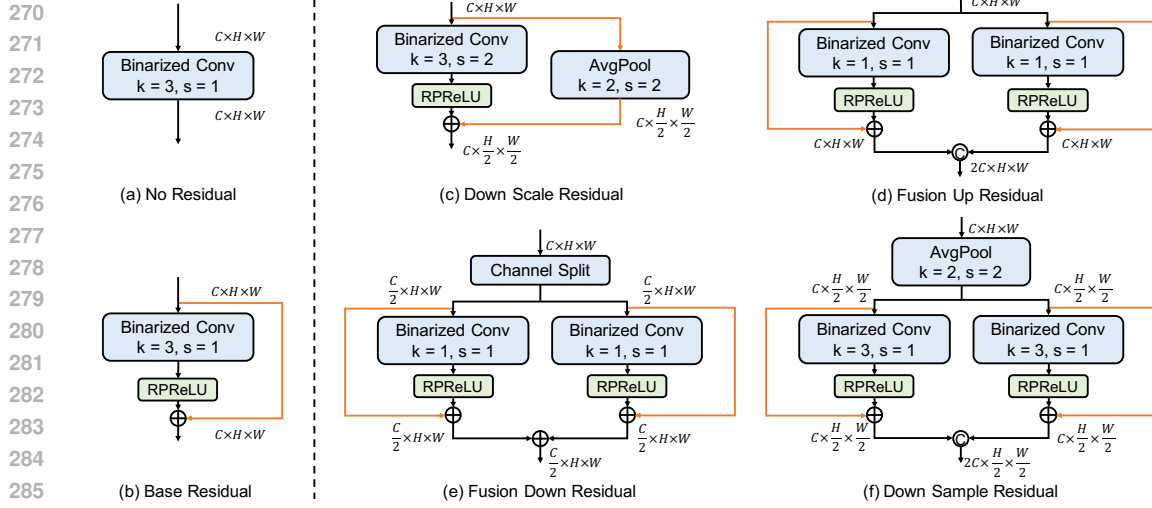 270
271
272
273
274
275
276
277
278
279
280
281
282
283
284
285
C×H×W
Binarized Conv
k = 3, s = 1
C×H×W
(a) No Residual
C×H×W
Binarized Conv
k = 3, s = 1
RPReLU
C×H×W
(b) Base Residual
C×H×W
Binarized Conv
k = 3, s = 2
AvgPool
k = 2, s = 2
RPReLU
C×H/2×W/2
C×H/2×W/2
(c) Down Scale Residual
C×H×W
Binarized Conv
k = 1, s = 1
Binarized Conv
k = 1, s = 1
RPReLU
RPReLU
C×H×W
C×H×W
C
2C×H×W
(d) Fusion Up Residual
C×H×W
Channel Split
C/2×H×W
C/2×H×W
Binarized Conv
k = 1, s = 1
Binarized Conv
k = 1, s = 1
RPReLU
RPReLU
C/2×H×W
C/2×H×W
C/2×H×W
(e) Fusion Down Residual
C×H×W
AvgPool
k = 2, s = 2
C×H/2×W/2
C×H/2×W/2
Binarized Conv
k = 3, s = 1
Binarized Conv
k = 3, s = 1
RPReLU
RPReLU
C×H/2×W/2
C×H/2×W/2
C
2C×H/2×W/2
(f) Down Sample Residual